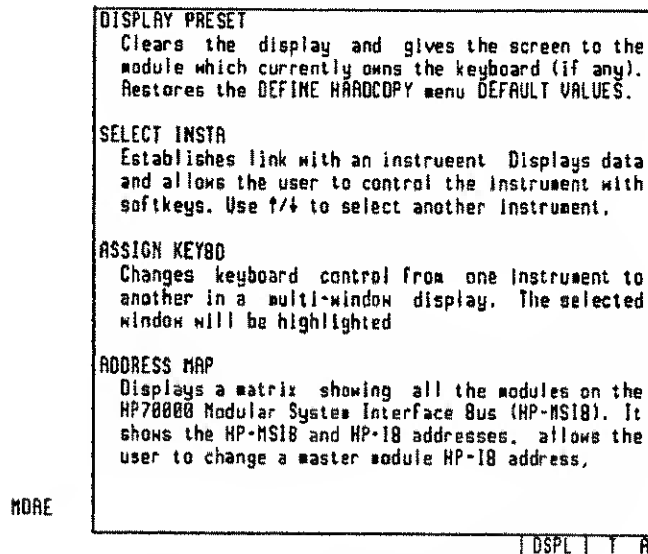 DISPLAY PRESET
Clears the display and gives the screen to the
module which currently owns the keyboard (if any).
Restores the DEFINE HARDCOPY menu DEFAULT VALUES.
SELECT INSTR
Establishes link with an instrument Displays data
and allows the user to control the instrument with
softkeys. Use ↑/↓ to select another instrument.
ASSIGN KEYBD
Changes keyboard control from one instrument to
another in a multi-window display. The selected
window will be highlighted
ADDRESS MAP
Displays a matrix showing all the modules on the
HP70000 Modular System Interface Bus (HP-MSIB). It
shows the HP-MSIB and HP-IB addresses. allows the
user to change a master module HP-IB address.
MORE
DSPL T